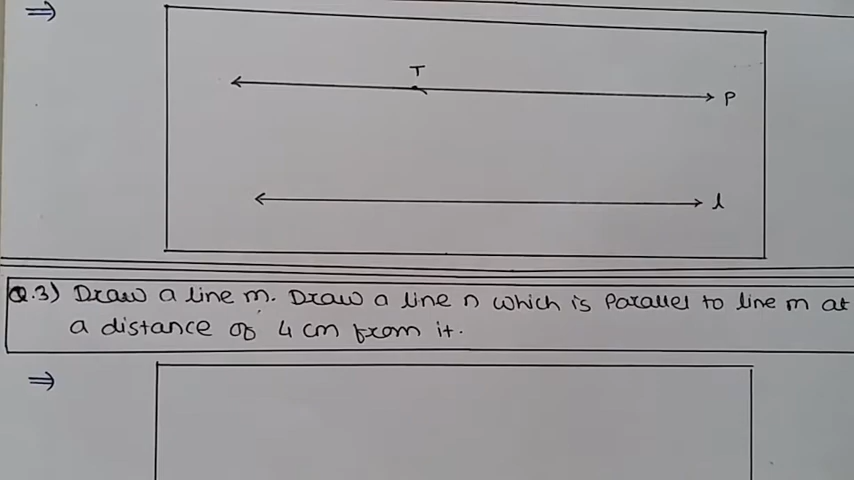 ⇒
T
P
l
Q.3) Draw a line m. Draw a line n which is parallel to line m at
a distance of 4 cm from it.
⇒